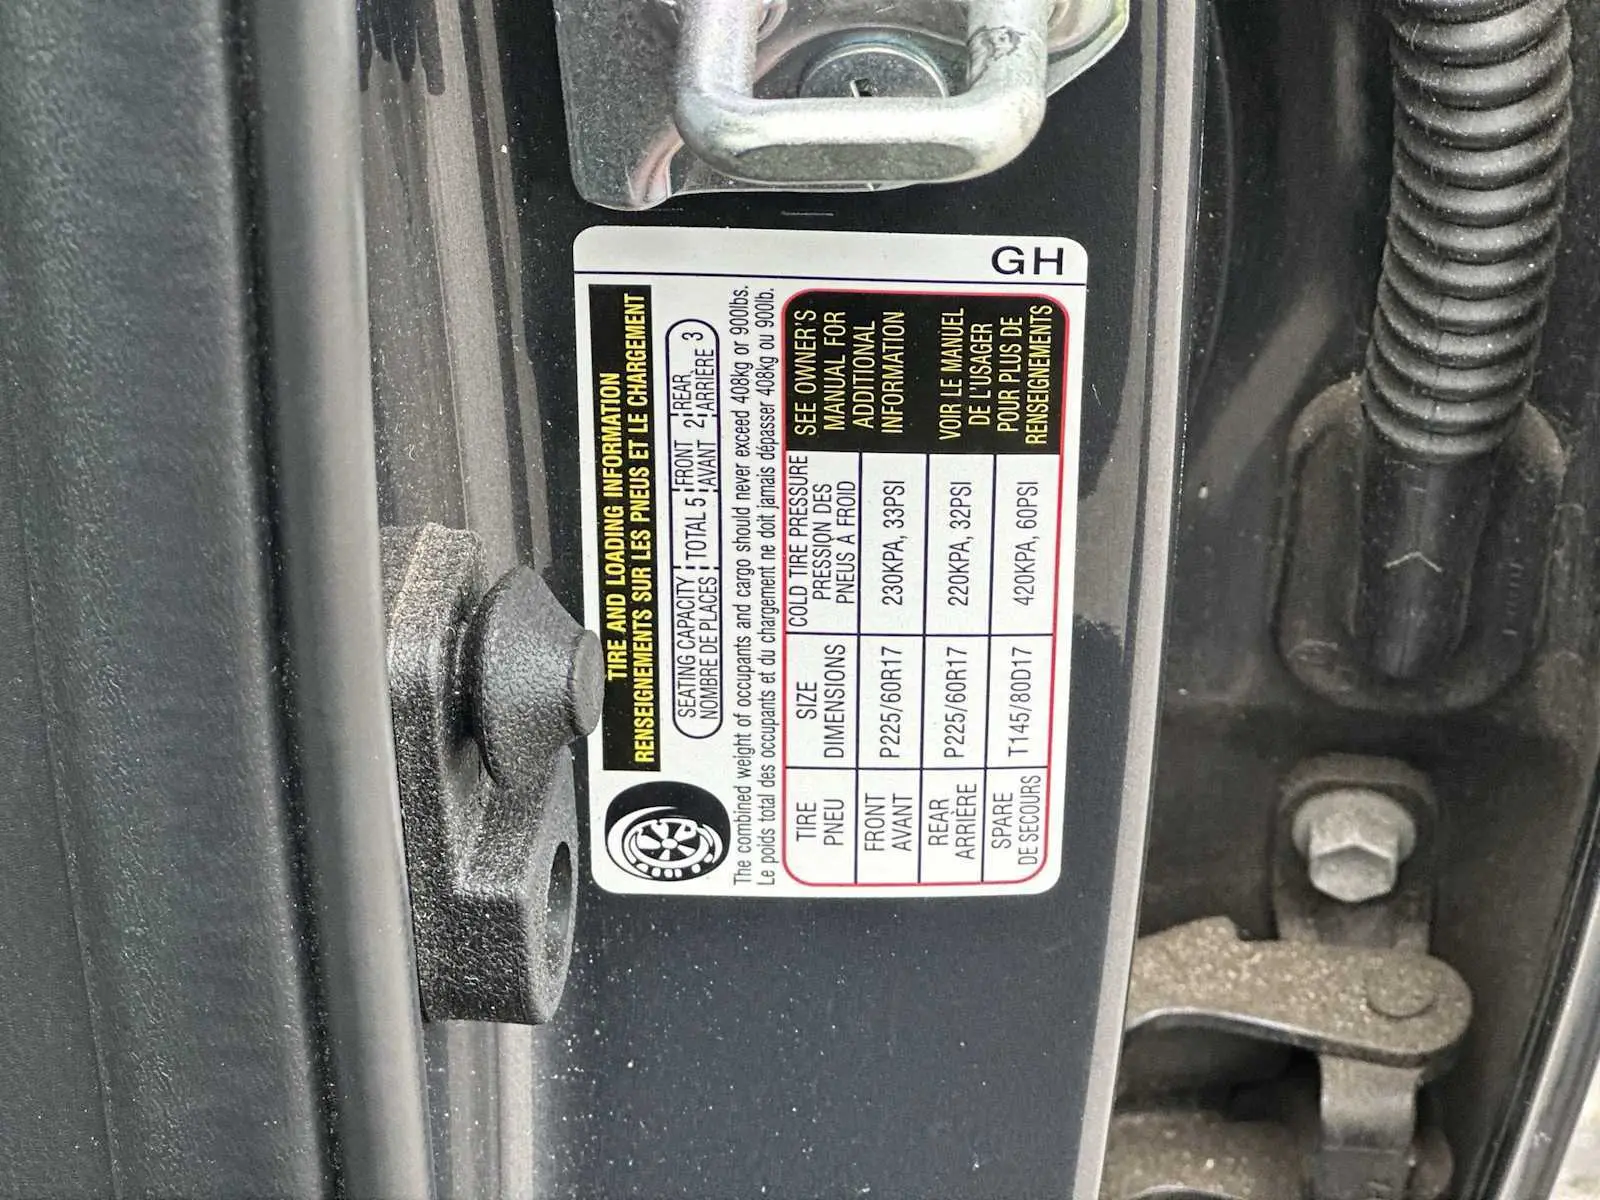 GH
TIRE AND LOADING INFORMATION
RENSEIGNEMENTS SUR LES PNEUS ET LE CHARGEMENT
SEATING CAPACITY TOTAL 5 FRONT 2 REAR 3
NOMBRE DE PLACES AVANT ARRIÈRE
The combined weight of occupants and cargo should never exceed 408kg or 900lbs.
Le poids total des occupants et du chargement ne doit jamais dépasser 408kg ou 900lb.
TIRE SIZE COLD TIRE PRESSURE
PNEU DIMENSIONS PRESSION DES
PNEUS À FROID
FRONT P225/60R17 230KPA, 33PSI
AVANT
REAR P225/60R17 220KPA, 32PSI
ARRIÈRE
SPARE T145/80D17 420KPA, 60PSI
DE SECOURS
SEE OWNER'S
MANUAL FOR
ADDITIONAL
INFORMATION
VOIR LE MANUEL
DE L'USAGER
POUR PLUS DE
RENSEIGNEMENTS